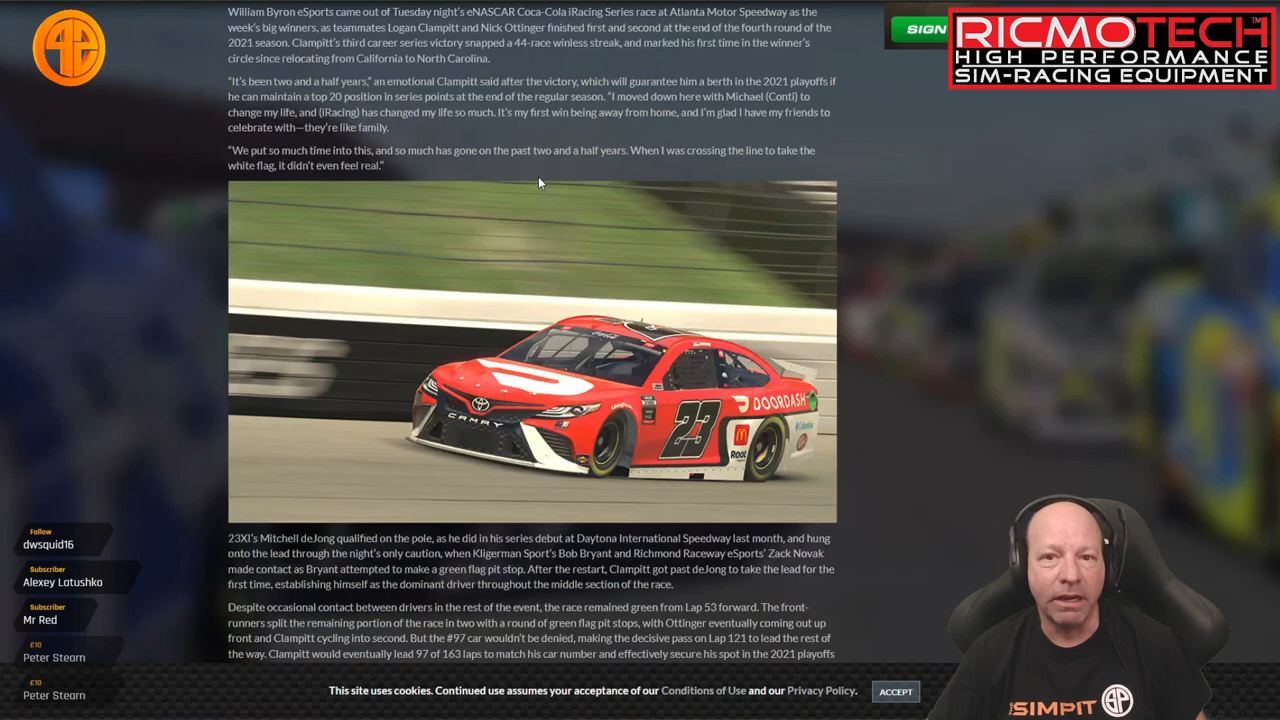 William Byron eSports came out of Tuesday night's eNASCAR Coca-Cola iRacing Series race at Atlanta Motor Speedway as the
week's big winners, as teammates Logan Clampitt and Nick Ottinger finished first and second at the end of the fourth round of the
2021 season. Clampitt's third career series victory snapped a 44-race winless streak, and marked his first time in the winner's
circle since relocating from California to North Carolina.
"It's been two and a half years," an emotional Clampitt said after the victory, which will guarantee him a berth in the 2021 playoffs if
he can maintain a top 20 position in series points at the end of the regular season. "I moved down here with Michael (Conti) to
change my life, and (iRacing) has changed my life so much. It's my first win being away from home, and I'm glad I have my friends to
celebrate with—they're like family.
"We put so much time into this, and so much has gone on the past two and a half years. When I was crossing the line to take the
white flag, it didn't even feel real."
SIGN
RICMOTECH™
HIGH PERFORMANCE
SIM-RACING EQUIPMENT
CAMRY
23
DOORDASH
Root
Columbia
23XI's Mitchell deJong qualified on the pole, as he did in his series debut at Daytona International Speedway last month, and hung
onto the lead through the night's only caution, when Kligerman Sport's Bob Bryant and Richmond Raceway eSports' Zack Novak
made contact as Bryant attempted to make a green flag pit stop. After the restart, Clampitt got past deJong to take the lead for the
first time, establishing himself as the dominant driver throughout the middle section of the race.
Despite occasional contact between drivers in the rest of the event, the race remained green from Lap 53 forward. The front-
runners split the remaining portion of the race in two with a round of green flag pit stops, with Ottinger eventually coming out up
front and Clampitt cycling into second. But the #97 car wouldn't be denied, making the decisive pass on Lap 121 to lead the rest of
the way. Clampitt would eventually lead 97 of 163 laps to match his car number and effectively secure his spot in the 2021 playoffs
Follow
dwsquid16
Subscriber
Alexey Latushko
Subscriber
Mr Red
£10
Peter Stearn
£10
Peter Stearn
This site uses cookies. Continued use assumes your acceptance of our Conditions of Use and our Privacy Policy.
ACCEPT
THE SIMPIT SP